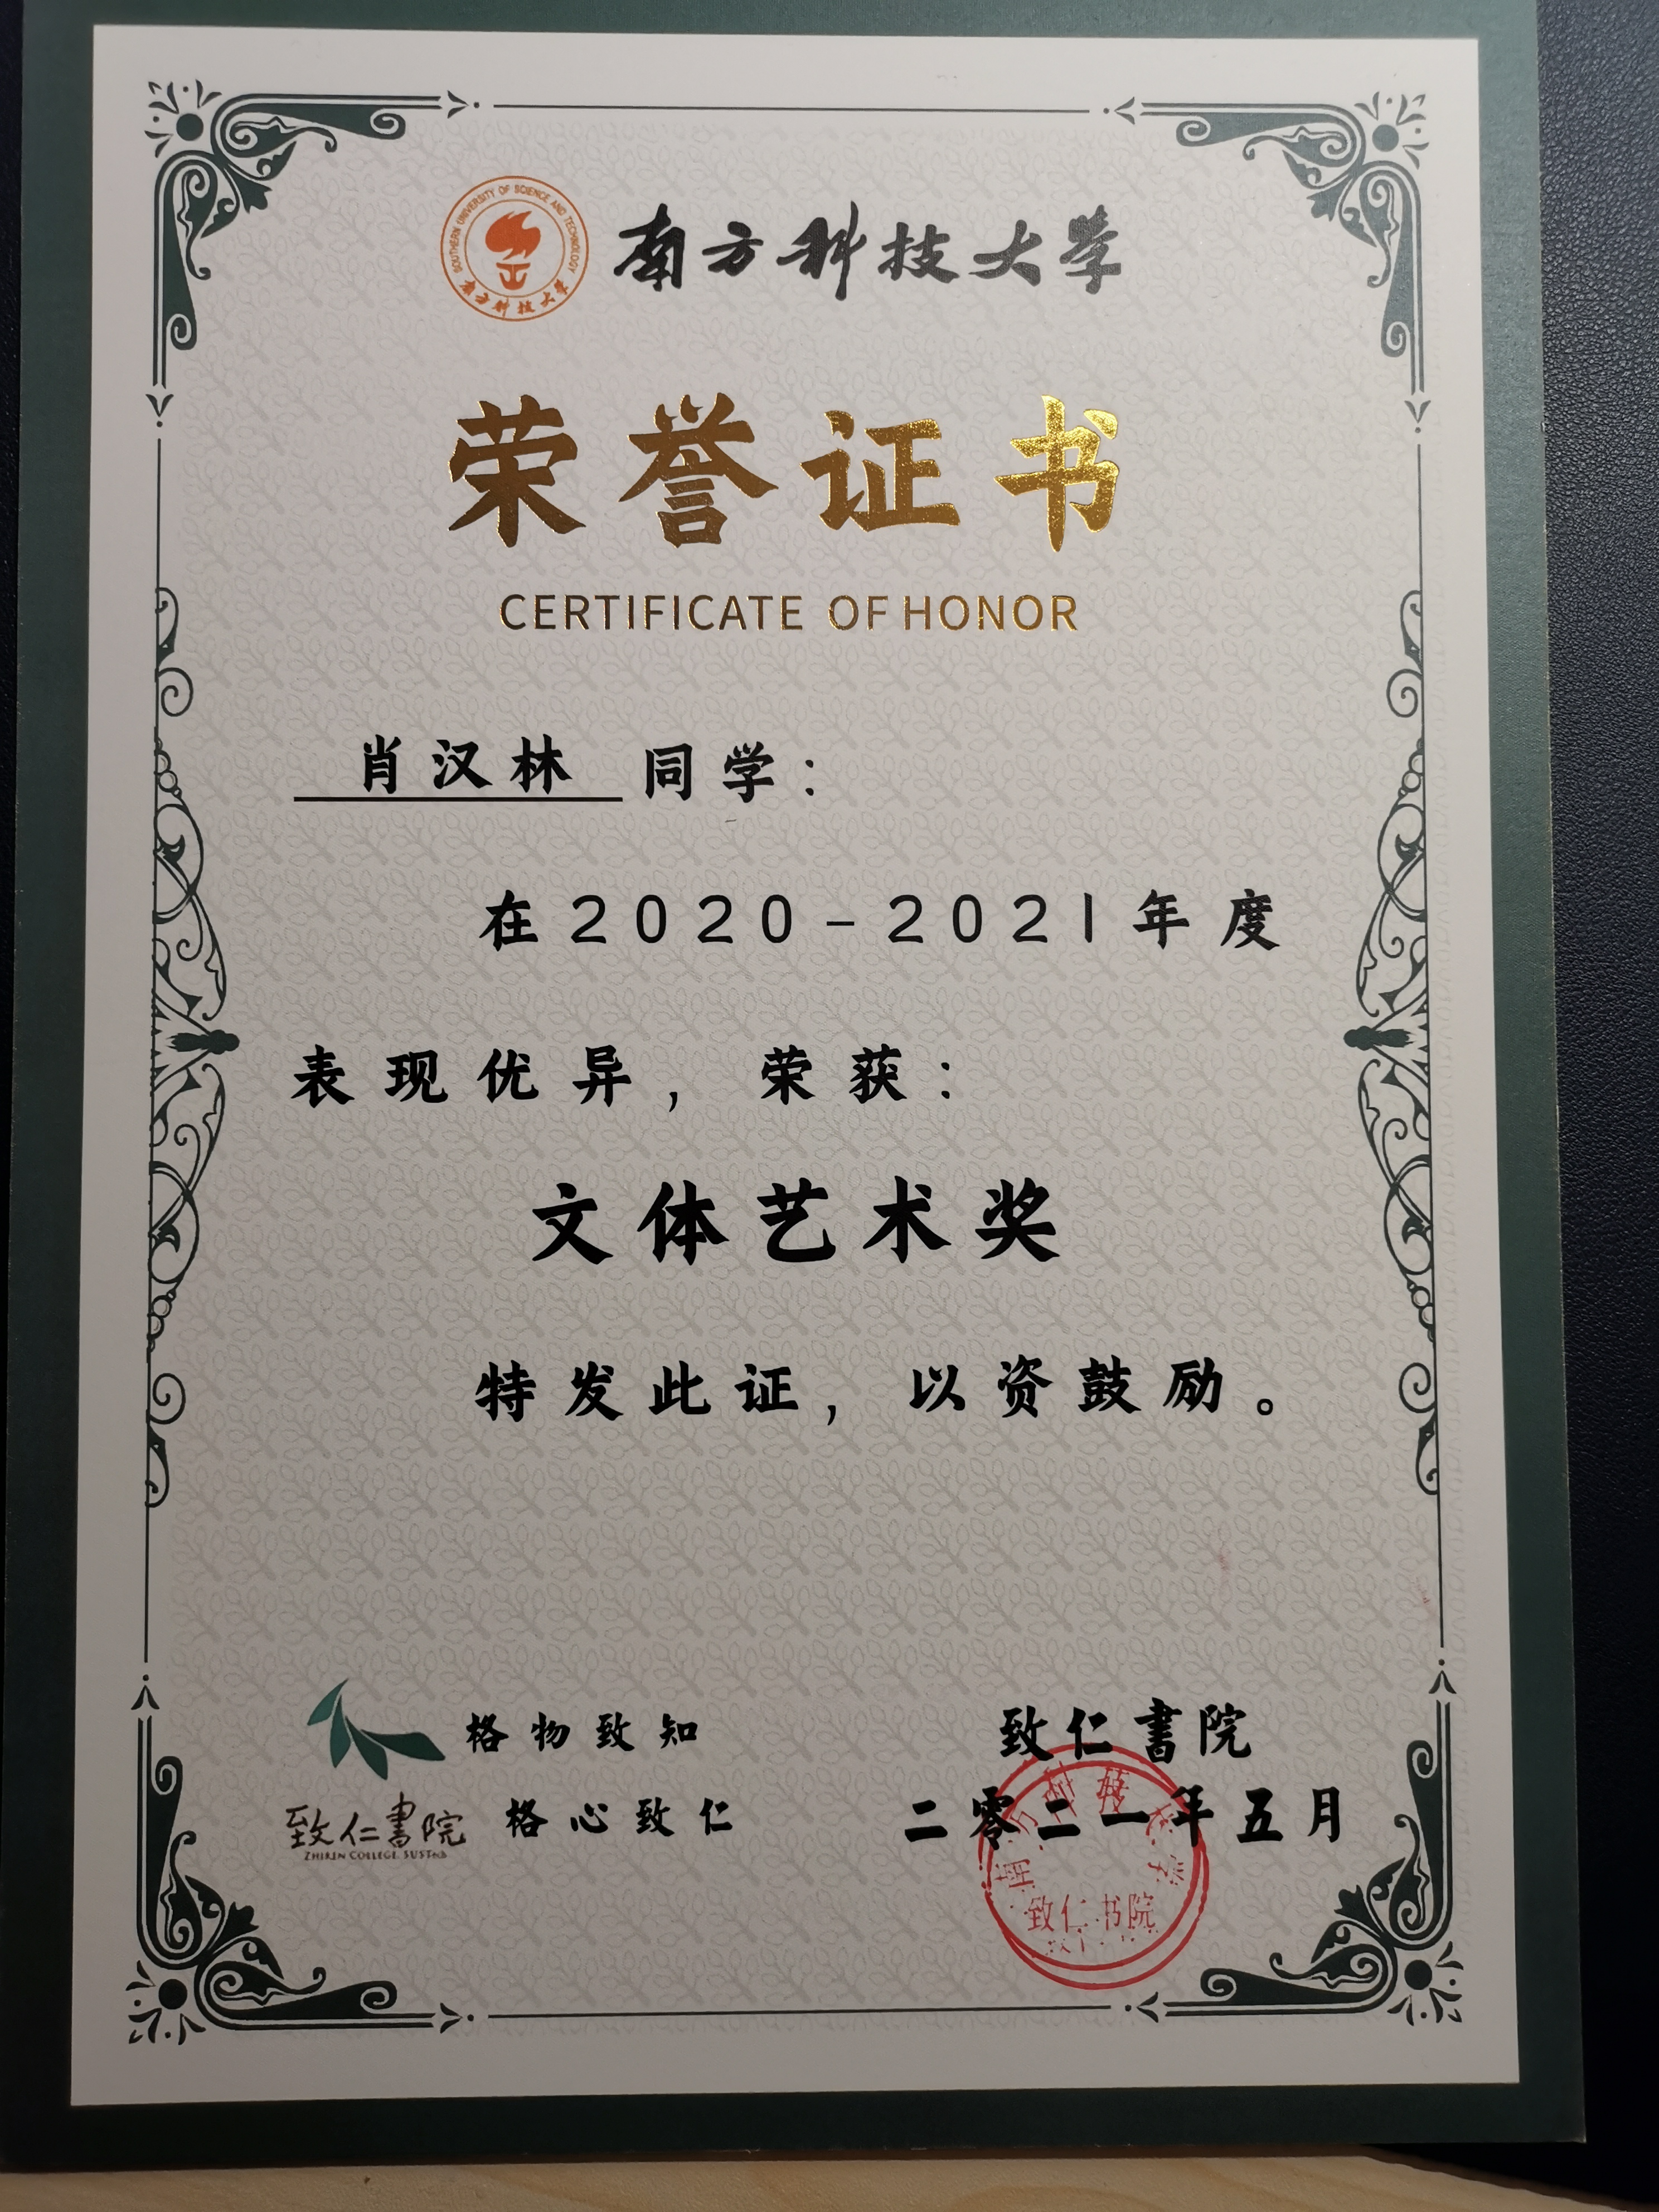 SOUTHERN UNIVERSITY OF SCIENCE AND TECHNOLOGY
南方科技大学
南方科技大学
荣誉证书
CERTIFICATE OF HONOR
肖汉林 同学：
在2020-2021年度
表现优异，荣获：
文体艺术奖
特发此证，以资鼓励。
格物致知
格心致仁
致仁書院
ZHIREN COLLEGE. SUSTech
致仁書院
二零二一年五月
南方科技大学
致仁书院